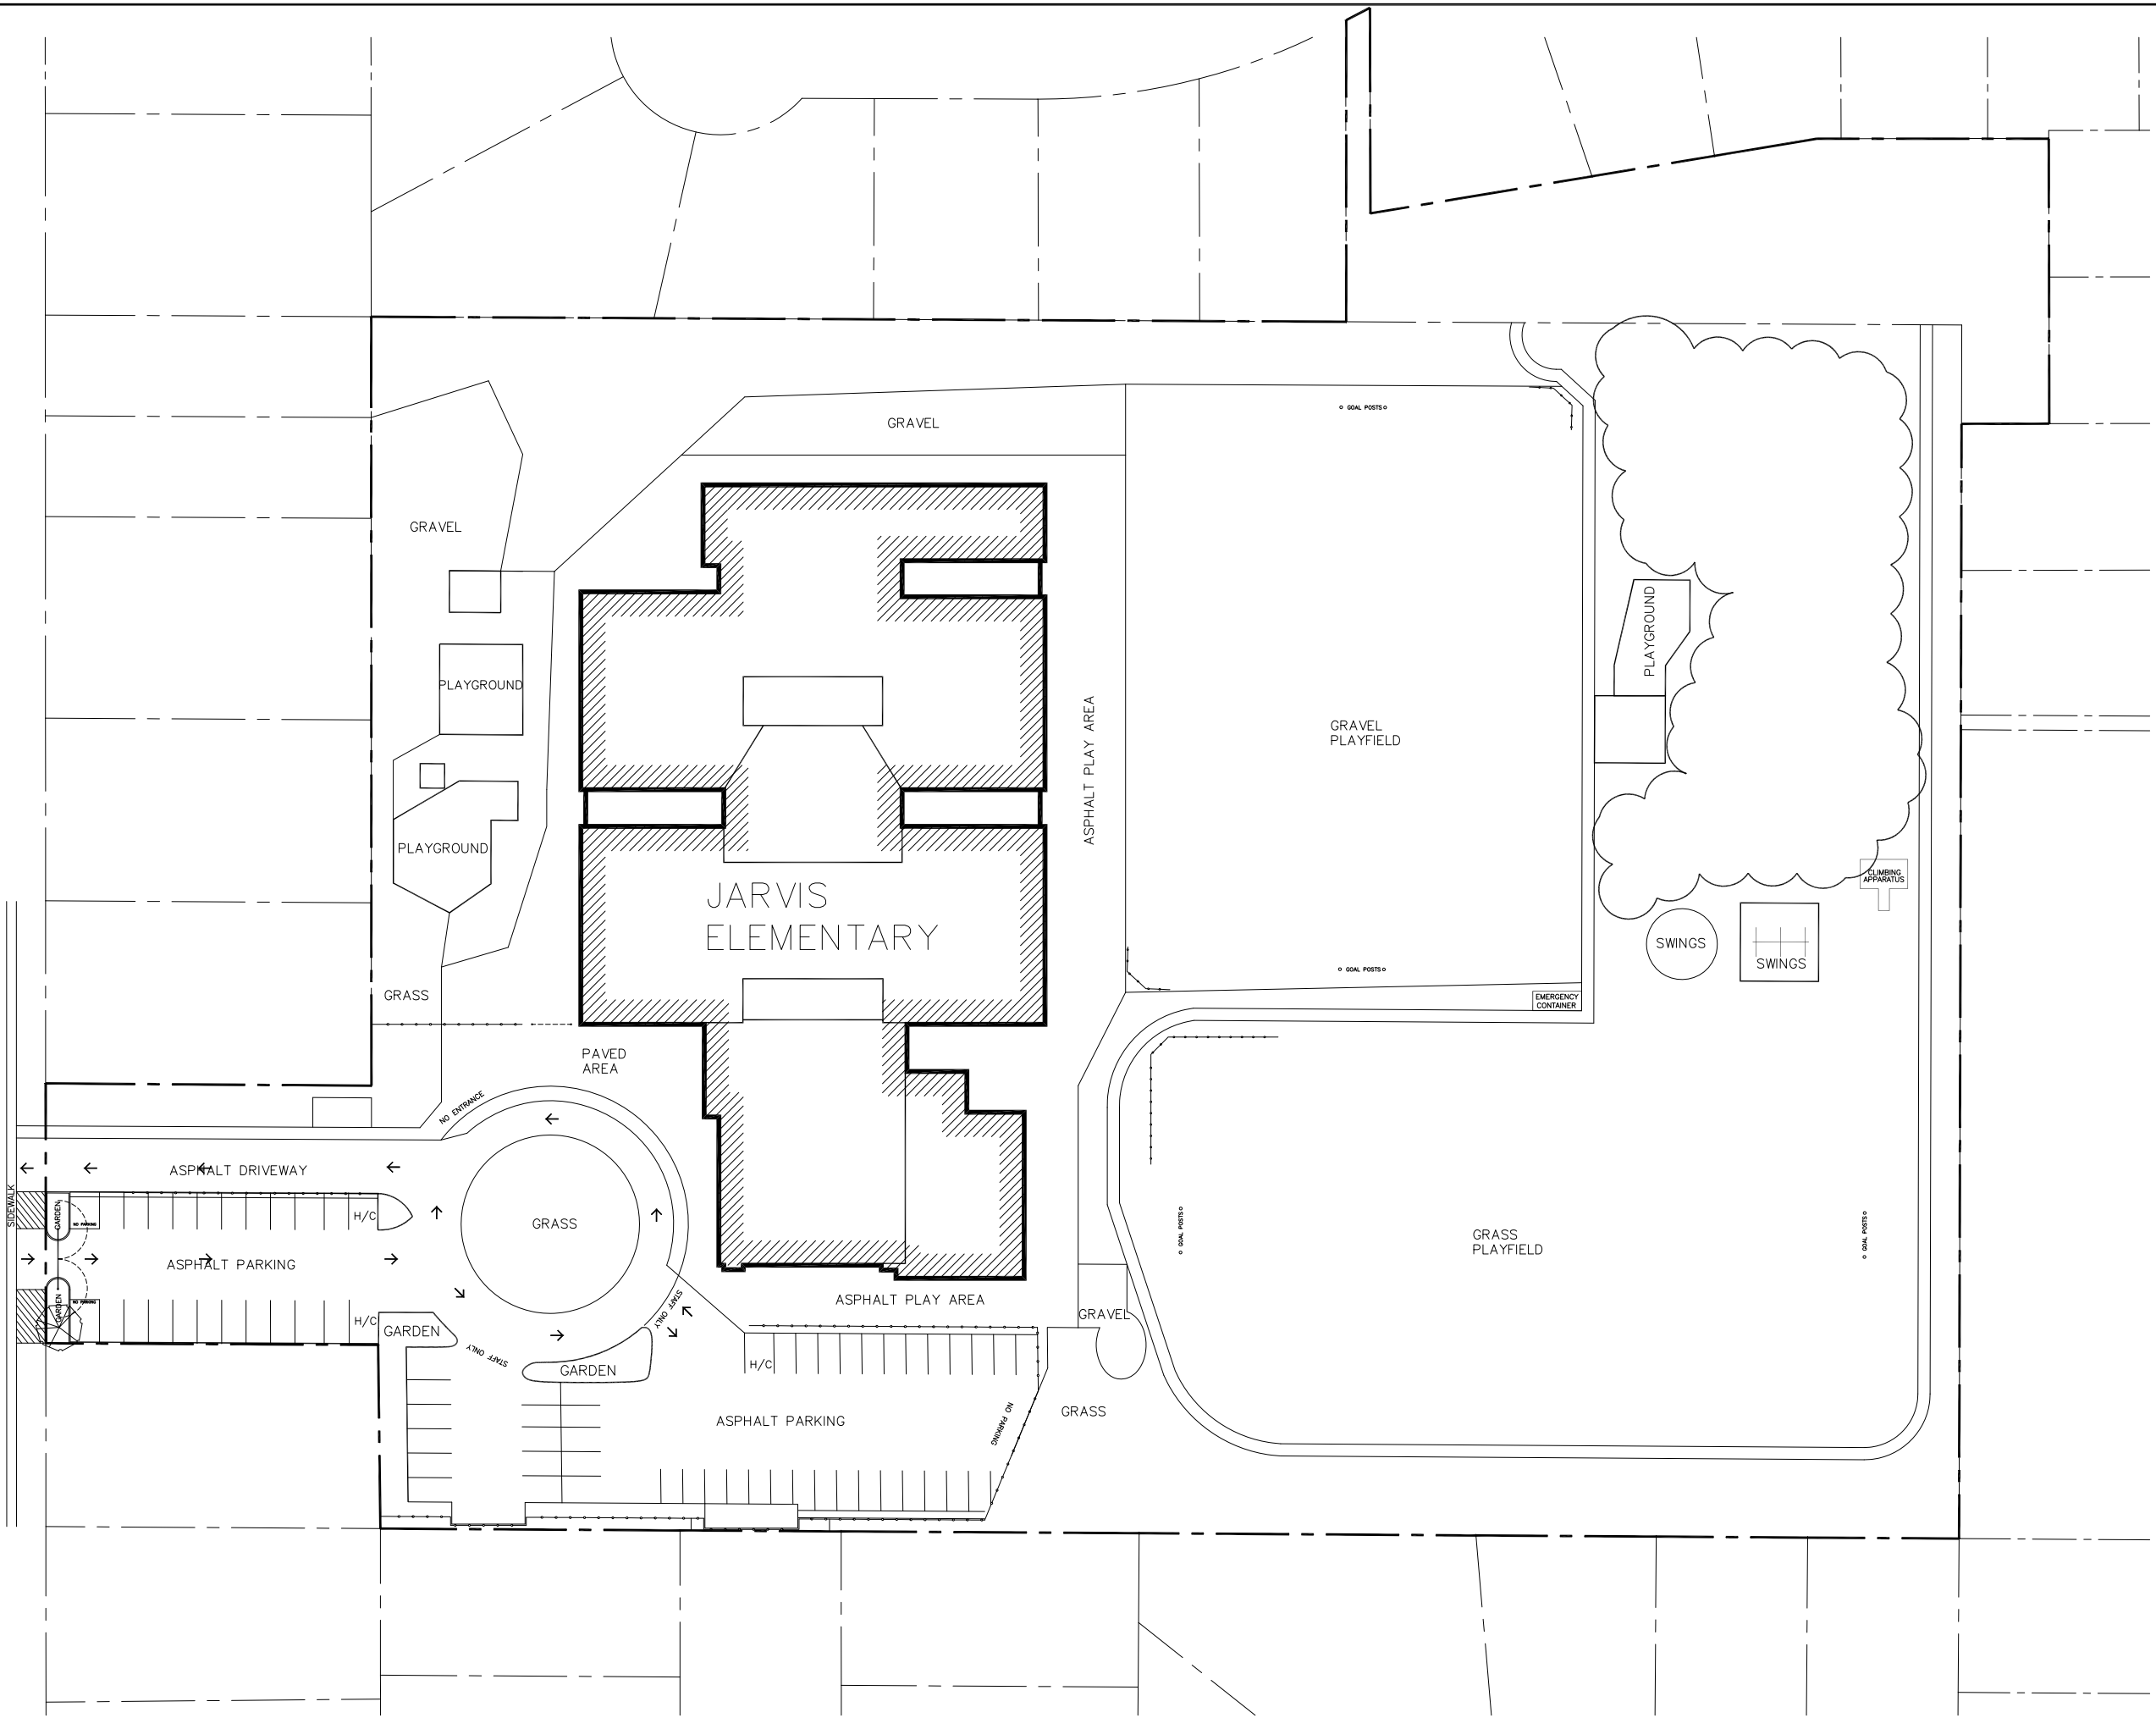 GOAL POSTS
GRAVEL
GRAVEL
PLAYGROUND
PLAYGROUND
ASPHALT PLAY AREA
GRAVEL
PLAYFIELD
PLAYGROUND
JARVIS
ELEMENTARY
CLIMBING
APPARATUS
SWINGS
SWINGS
GOAL POSTS
GRASS
EMERGENCY
CONTAINER
PAVED
AREA
NO ENTRANCE
ASPHALT DRIVEWAY
SIDEWALK
GARDEN
NO PARKING
H/C
GRASS
GOAL POSTS
GRASS
PLAYFIELD
GOAL POSTS
ASPHALT PARKING
GARDEN
NO PARKING
H/C
GARDEN
STAFF ONLY
ASPHALT PLAY AREA
GRAVEL
STAFF ONLY
GARDEN
H/C
ASPHALT PARKING
NO PARKING
GRASS